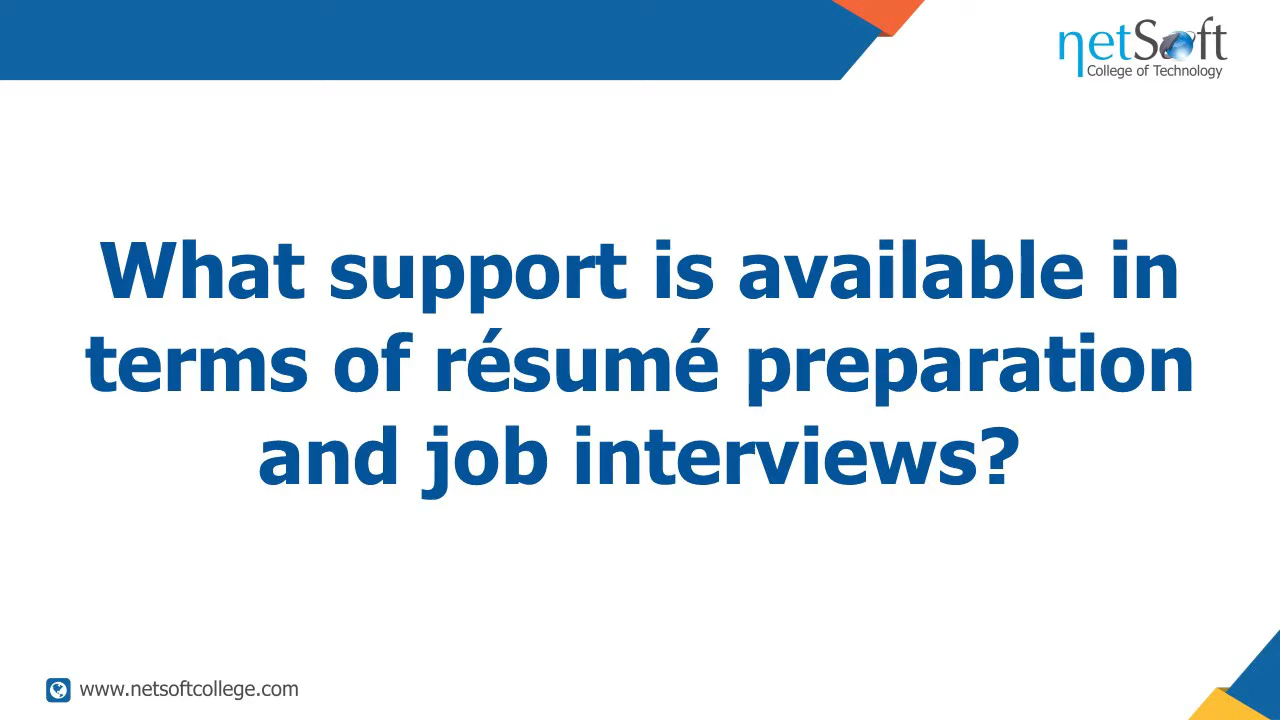 netSoft
College of Technology
What support is available in
terms of résumé preparation
and job interviews?
www.netsoftcollege.com